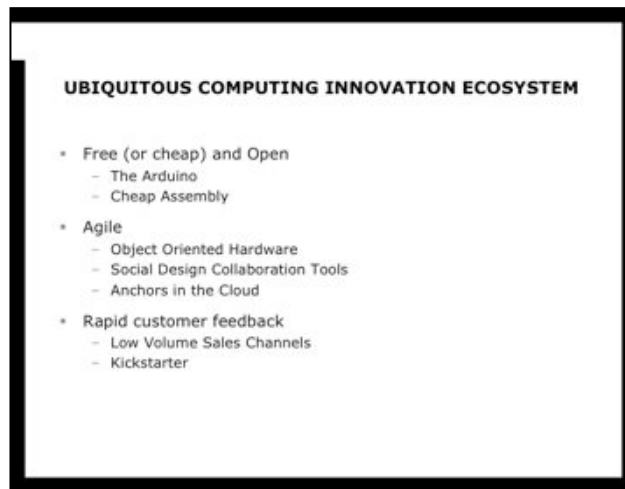 UBIQUITOUS COMPUTING INNOVATION ECOSYSTEM
• Free (or cheap) and Open
– The Arduino
– Cheap Assembly
• Agile
– Object Oriented Hardware
– Social Design Collaboration Tools
– Anchors in the Cloud
• Rapid customer feedback
– Low Volume Sales Channels
– Kickstarter